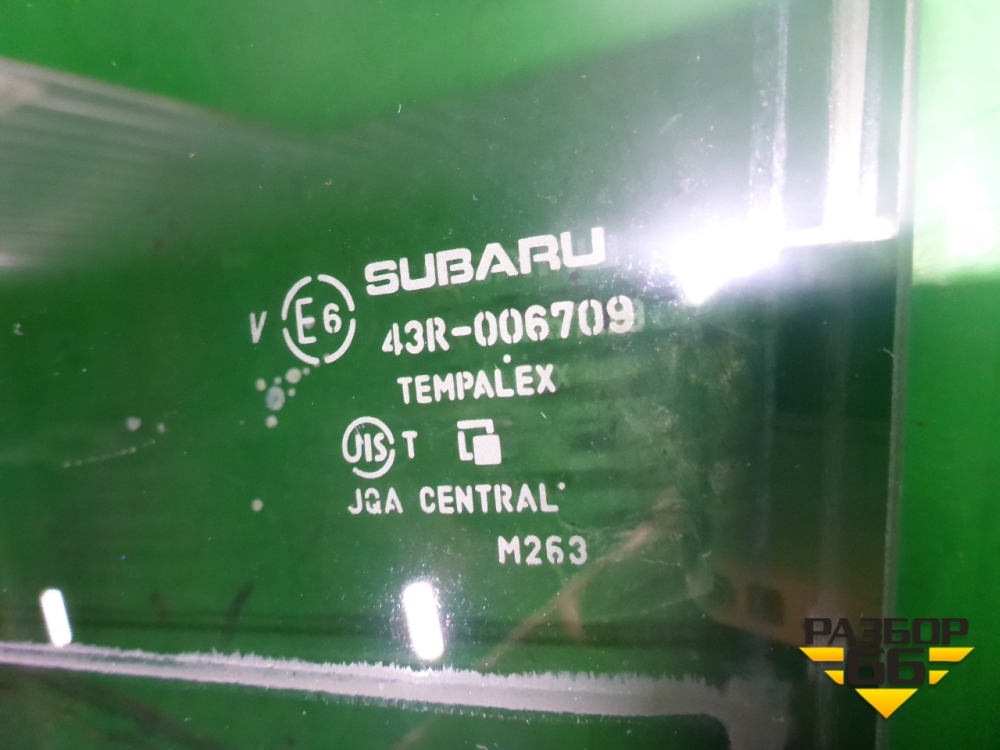 SUBARU
V E6 43R-006709
TEMPALEX
JIS T
JQA CENTRAL
M263
РАЗБОР
66